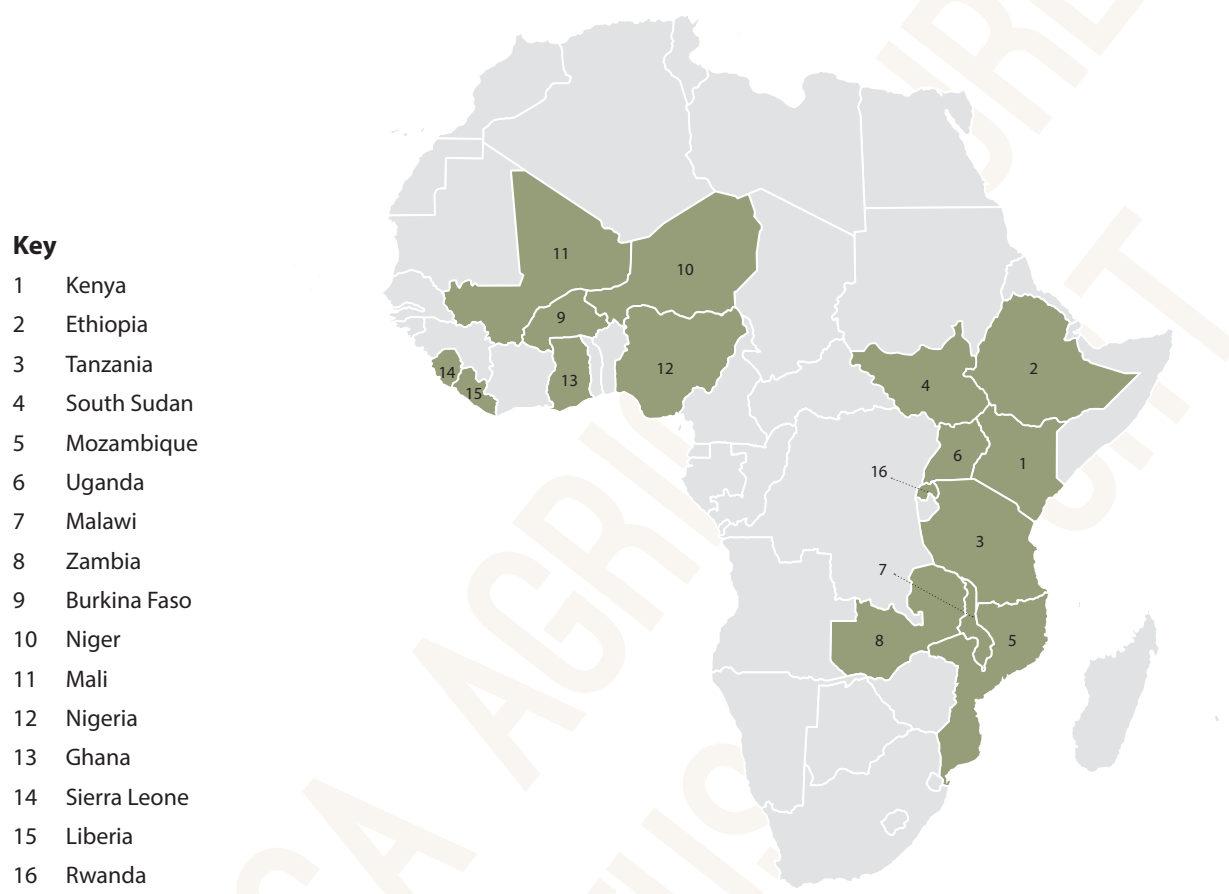 Key
1 Kenya
2 Ethiopia
3 Tanzania
4 South Sudan
5 Mozambique
6 Uganda
7 Malawi
8 Zambia
9 Burkina Faso
10 Niger
11 Mali
12 Nigeria
13 Ghana
14 Sierra Leone
15 Liberia
16 Rwanda
11
10
9
14
15
13
12
4
2
6
1
16
3
7
8
5